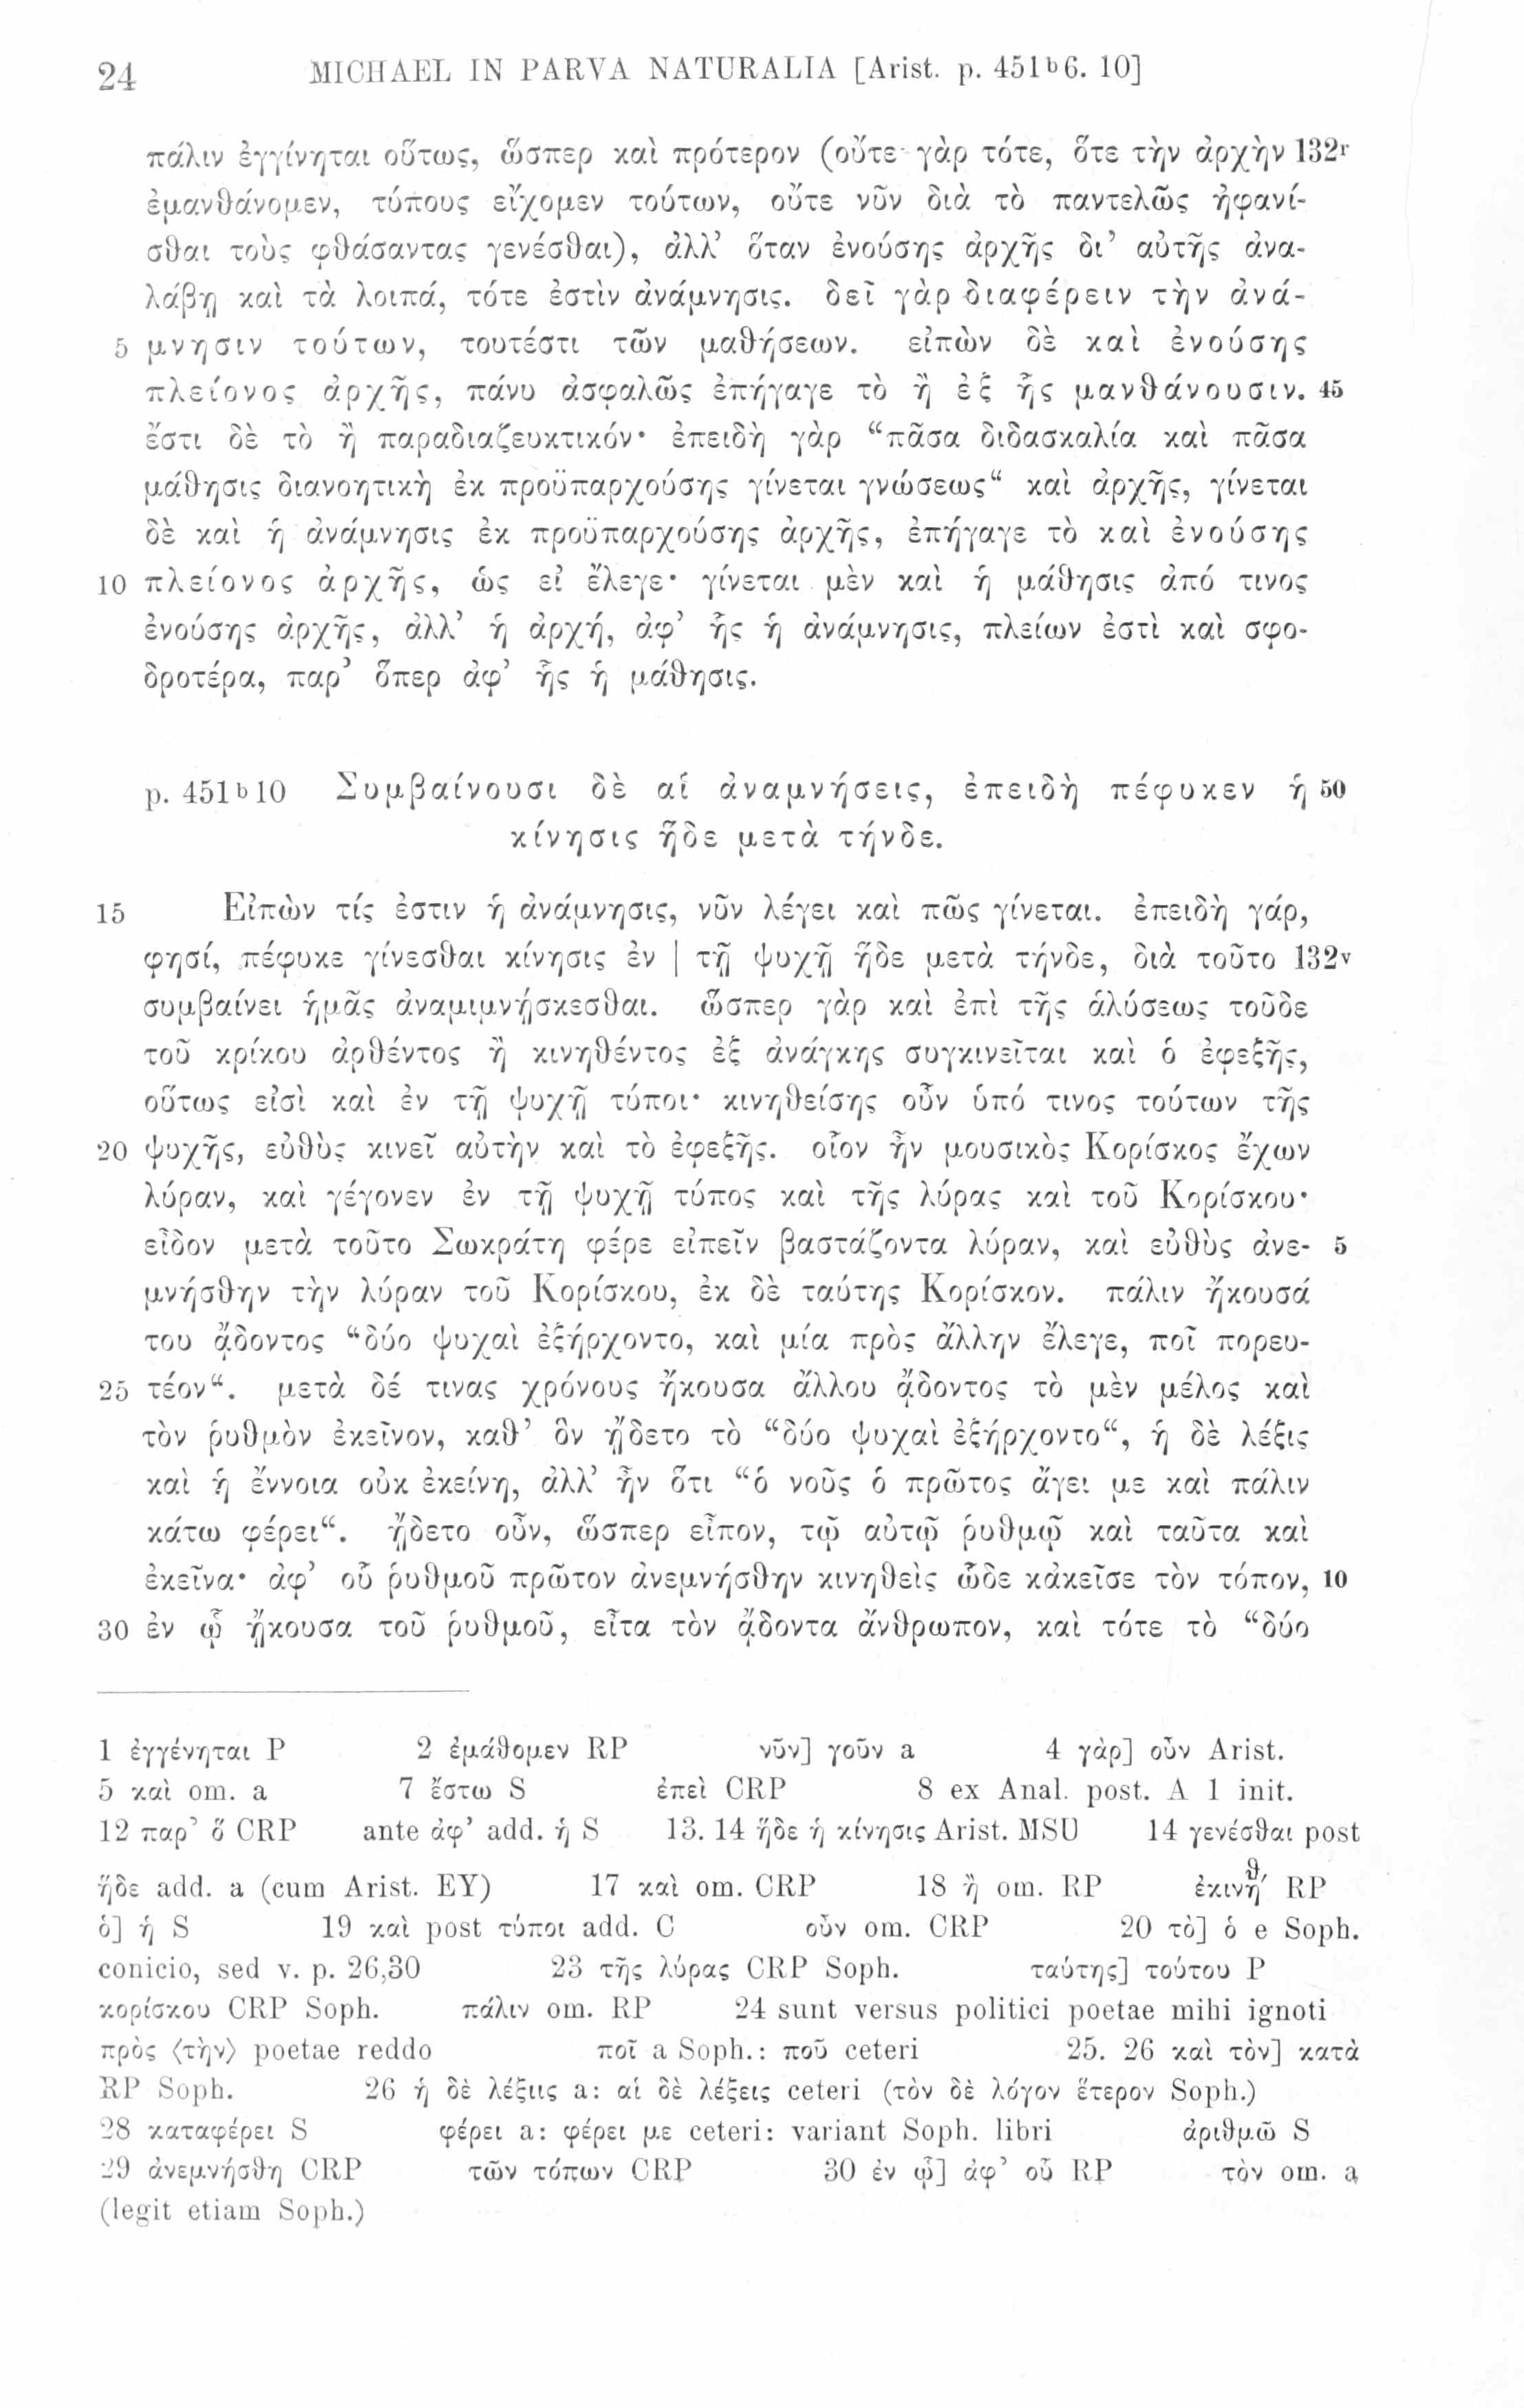 24 MICHAEL IN PARVA NATURALIA [Arist. p. 451ᵇ6. 10]
πάλιν ἐγγίνηται οὕτως, ὥσπερ καὶ πρότερον (οὔτε γὰρ τότε, ὅτε τὴν ἀρχὴν 132ʳ
ἐμανθάνομεν, τύπους εἴχομεν τούτων, οὔτε νῦν διὰ τὸ παντελῶς ἠφανί-
σθαι τοὺς φθάσαντας γενέσθαι), ἀλλ’ ὅταν ἐνούσης ἀρχῆς δι’ αὐτῆς ἀνα-
λάβῃ καὶ τὰ λοιπά, τότε ἐστὶν ἀνάμνησις. δεῖ γὰρ διαφέρειν τὴν ἀνά-
5 μνησιν τούτων, τουτέστι τῶν μαθήσεων. εἰπὼν δὲ καὶ ἐνούσης
πλείονος ἀρχῆς, πάνυ ἀσφαλῶς ἐπήγαγε τὸ ἢ ἐξ ἧς μανθάνουσιν. 45
ἔστι δὲ τὸ ἢ παραδιαζευκτικόν· ἐπειδὴ γὰρ “πᾶσα διδασκαλία καὶ πᾶσα
μάθησις διανοητικὴ ἐκ προϋπαρχούσης γίνεται γνώσεως“ καὶ ἀρχῆς, γίνεται
δὲ καὶ ἡ ἀνάμνησις ἐκ προϋπαρχούσης ἀρχῆς, ἐπήγαγε τὸ καὶ ἐνούσης
10 πλείονος ἀρχῆς, ὡς εἰ ἔλεγε· γίνεται μὲν καὶ ἡ μάθησις ἀπό τινος
ἐνούσης ἀρχῆς, ἀλλ’ ἡ ἀρχή, ἀφ’ ἧς ἡ ἀνάμνησις, πλείων ἐστὶ καὶ σφο-
δροτέρα, παρ’ ὅπερ ἀφ’ ἧς ἡ μάθησις.
p. 451ᵇ10 Συμβαίνουσι δὲ αἱ ἀναμνήσεις, ἐπειδὴ πέφυκεν ἡ 50
κίνησις ἥδε μετὰ τήνδε.
15 Εἰπὼν τίς ἐστιν ἡ ἀνάμνησις, νῦν λέγει καὶ πῶς γίνεται. ἐπειδὴ γάρ,
φησί, πέφυκε γίνεσθαι κίνησις ἐν | τῇ ψυχῇ ἥδε μετὰ τήνδε, διὰ τοῦτο 132ᵛ
συμβαίνει ἡμᾶς ἀναμιμνῄσκεσθαι. ὥσπερ γὰρ καὶ ἐπὶ τῆς ἁλύσεως τοῦδε
τοῦ κρίκου ἀρθέντος ἢ κινηθέντος ἐξ ἀνάγκης συγκινεῖται καὶ ὁ ἐφεξῆς,
οὕτως εἰσὶ καὶ ἐν τῇ ψυχῇ τύποι· κινηθείσης οὖν ὑπό τινος τούτων τῆς
20 ψυχῆς, εὐθὺς κινεῖ αὐτὴν καὶ τὸ ἐφεξῆς. οἷον ἦν μουσικὸς Κορίσκος ἔχων
λύραν, καὶ γέγονεν ἐν τῇ ψυχῇ τύπος καὶ τῆς λύρας καὶ τοῦ Κορίσκου·
εἶδον μετὰ τοῦτο Σωκράτη φέρε εἰπεῖν βαστάζοντα λύραν, καὶ εὐθὺς ἀνε- 5
μνήσθην τὴν λύραν τοῦ Κορίσκου, ἐκ δὲ ταύτης Κορίσκον. πάλιν ἤκουσά
του ᾄδοντος “δύο ψυχαὶ ἐξήρχοντο, καὶ μία πρὸς ἄλλην ἔλεγε, ποῖ πορευ-
25 τέον“. μετὰ δέ τινας χρόνους ἤκουσα ἄλλου ᾄδοντος τὸ μὲν μέλος καὶ
τὸν ῥυθμὸν ἐκεῖνον, καθ’ ὃν ᾔδετο τὸ “δύο ψυχαὶ ἐξήρχοντο“, ἡ δὲ λέξις
καὶ ἡ ἔννοια οὐκ ἐκείνη, ἀλλ’ ἦν ὅτι “ὁ νοῦς ὁ πρῶτος ἄγει με καὶ πάλιν
κάτω φέρει“. ᾔδετο οὖν, ὥσπερ εἶπον, τῷ αὐτῷ ῥυθμῷ καὶ ταῦτα καὶ
ἐκεῖνα· ἀφ’ οὗ ῥυθμοῦ πρῶτον ἀνεμνήσθην κινηθεὶς ὧδε κἀκεῖσε τὸν τόπον, 10
30 ἐν ᾧ ἤκουσα τοῦ ῥυθμοῦ, εἶτα τὸν ᾄδοντα ἄνθρωπον, καὶ τότε τὸ “δύο
1 ἐγγένηται P 2 ἐμάθομεν RP νῦν] γοῦν a 4 γὰρ] οὖν Arist.
5 καὶ om. a 7 ἔστω S ἐπεὶ CRP 8 ex Anal. post. A 1 init.
12 παρ’ ὃ CRP ante ἀφ’ add. ἡ S 13. 14 ἥδε ἡ κίνησις Arist. MSU 14 γενέσθαι post
ἥδε add. a (cum Arist. EY) 17 καὶ om. CRP 18 ἢ om. RP ἐκινηθ́ RP
ὁ] ἡ S 19 καὶ post τύποι add. C οὖν om. CRP 20 τὸ] ὁ e Soph.
conicio, sed v. p. 26,30 23 τῆς λύρας CRP Soph. ταύτης] τούτου P
κορίσκου CRP Soph. πάλιν om. RP 24 sunt versus politici poetae mihi ignoti
πρὸς ⟨τὴν⟩ poetae reddo ποῖ a Soph.: ποῦ ceteri 25. 26 καὶ τὸν] κατὰ
RP Soph. 26 ἡ δὲ λέξις a: αἱ δὲ λέξεις ceteri (τὸν δὲ λόγον ἕτερον Soph.)
28 καταφέρει S φέρει a: φέρει με ceteri: variant Soph. libri ἀριθμῶ S
29 ἀνεμνήσθη CRP τῶν τόπων CRP 30 ἐν ᾧ] ἀφ’ οὗ RP τὸν om. a
(legit etiam Soph.)